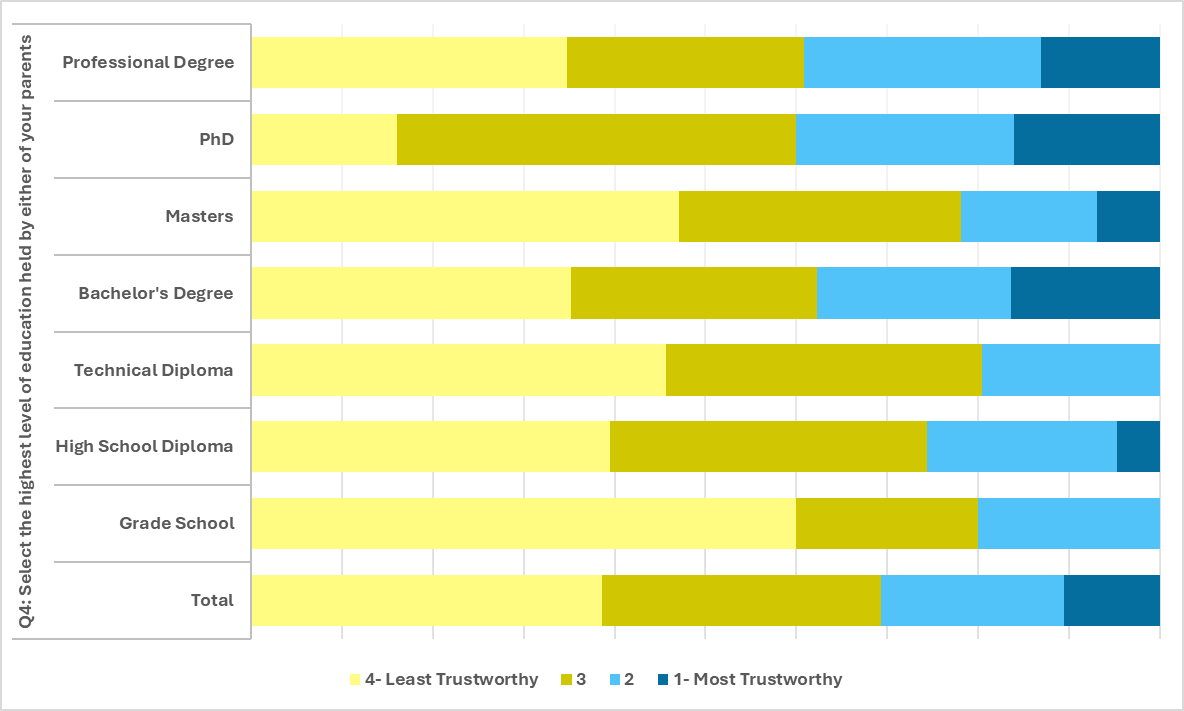 Q4: Select the highest level of education held by either of your parents
Professional Degree
PhD
Masters
Bachelor's Degree
Technical Diploma
High School Diploma
Grade School
Total
4- Least Trustworthy 3 2 1- Most Trustworthy